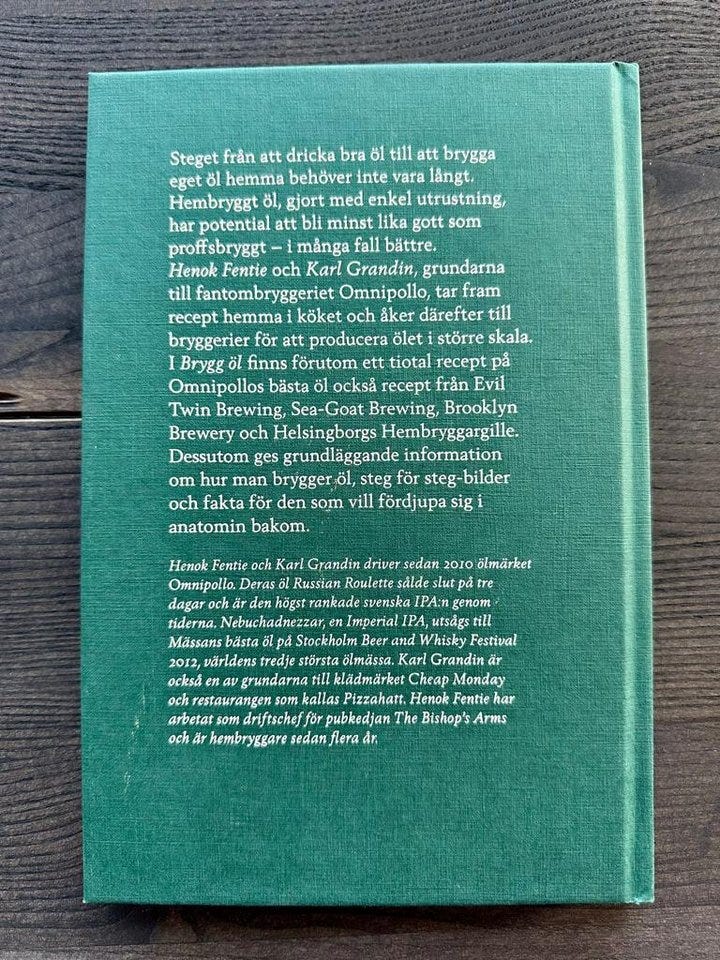 Steget från att dricka bra öl till att brygga
eget öl hemma behöver inte vara långt.
Hembryggt öl, gjort med enkel utrustning,
har potential att bli minst lika gott som
proffsbryggt – i många fall bättre.
Henok Fentie och Karl Grandin, grundarna
till fantombryggeriet Omnipollo, tar fram
recept hemma i köket och åker därefter till
bryggerier för att producera ölet i större skala.
I Brygg öl finns förutom ett tiotal recept på
Omnipollos bästa öl också recept från Evil
Twin Brewing, Sea-Goat Brewing, Brooklyn
Brewery och Helsingborgs Hembryggargille.
Dessutom ges grundläggande information
om hur man brygger öl, steg för steg-bilder
och fakta för den som vill fördjupa sig i
anatomin bakom.
Henok Fentie och Karl Grandin driver sedan 2010 ölmärket
Omnipollo. Deras öl Russian Roulette sålde slut på tre
dagar och är den högst rankade svenska IPA:n genom
tiderna. Nebuchadnezzar, en Imperial IPA, utsågs till
Mässans bästa öl på Stockholm Beer and Whisky Festival
2012, världens tredje största ölmässa. Karl Grandin är
också en av grundarna till klädmärket Cheap Monday
och restaurangen som kallas Pizzahatt. Henok Fentie har
arbetat som driftschef för pubkedjan The Bishop's Arms
och är hembryggare sedan flera år.